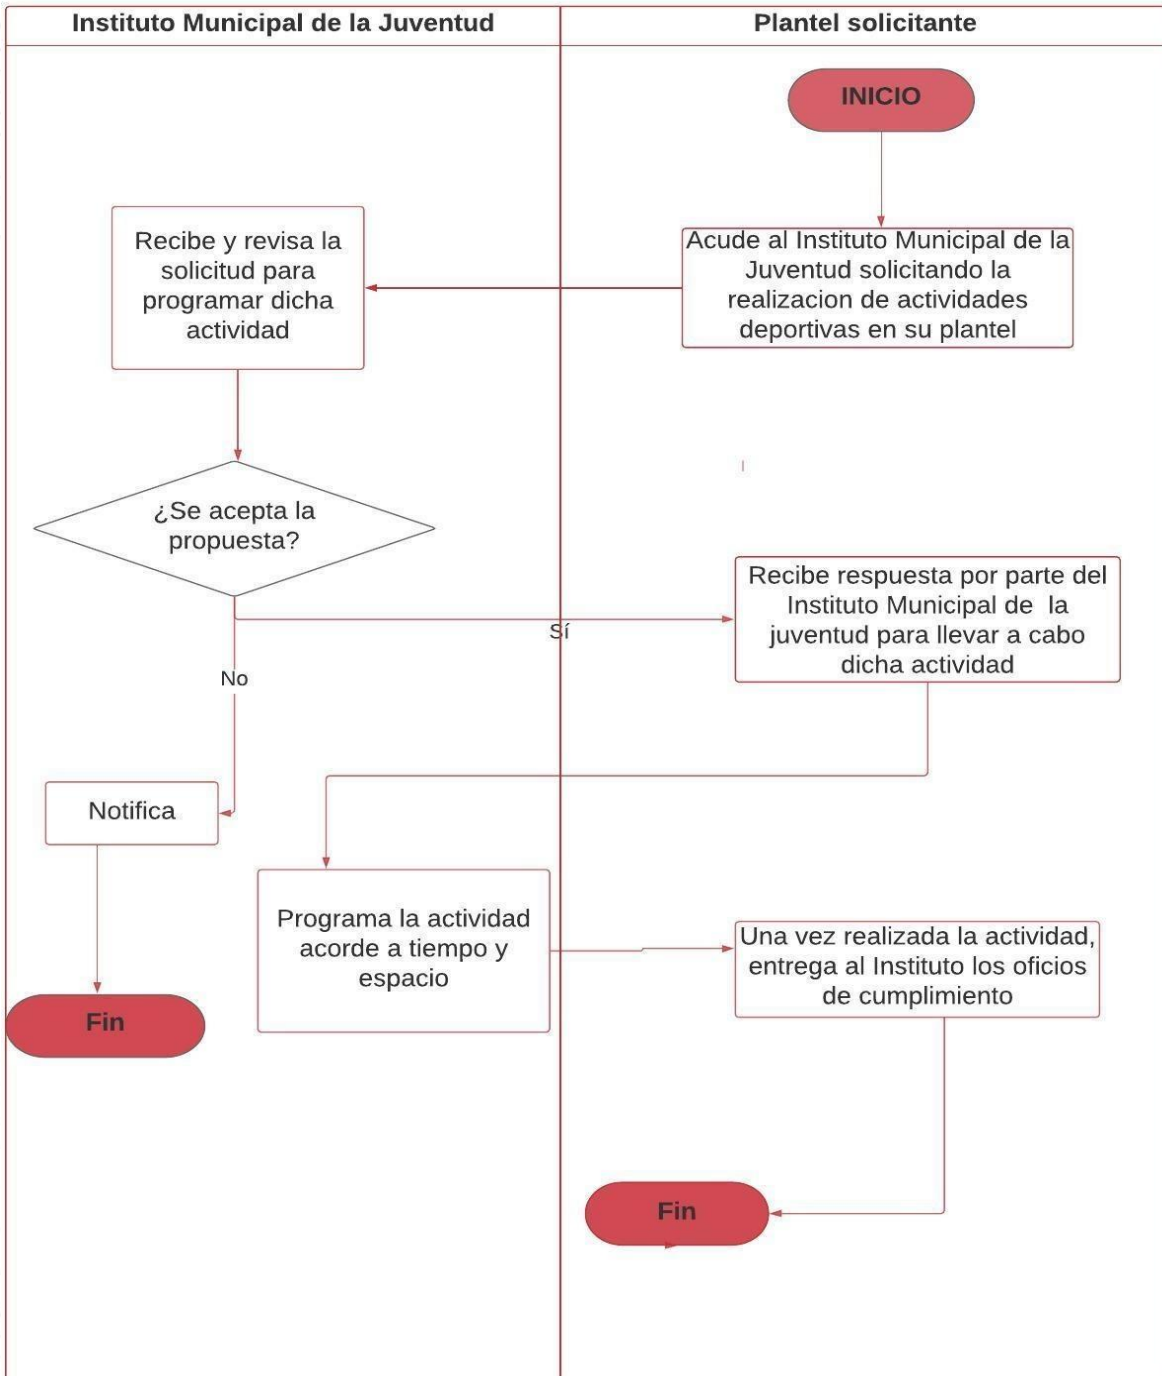 Instituto Municipal de la Juventud
Plantel solicitante
INICIO
Acude al Instituto Municipal de la
Juventud solicitando la
realizacion de actividades
deportivas en su plantel
Recibe y revisa la
solicitud para
programar dicha
actividad
¿Se acepta la
propuesta?
Sí
Recibe respuesta por parte del
Instituto Municipal de  la
juventud para llevar a cabo
dicha actividad
No
Notifica
Fin
Programa la actividad
acorde a tiempo y
espacio
Una vez realizada la actividad,
entrega al Instituto los oficios
de cumplimiento
Fin